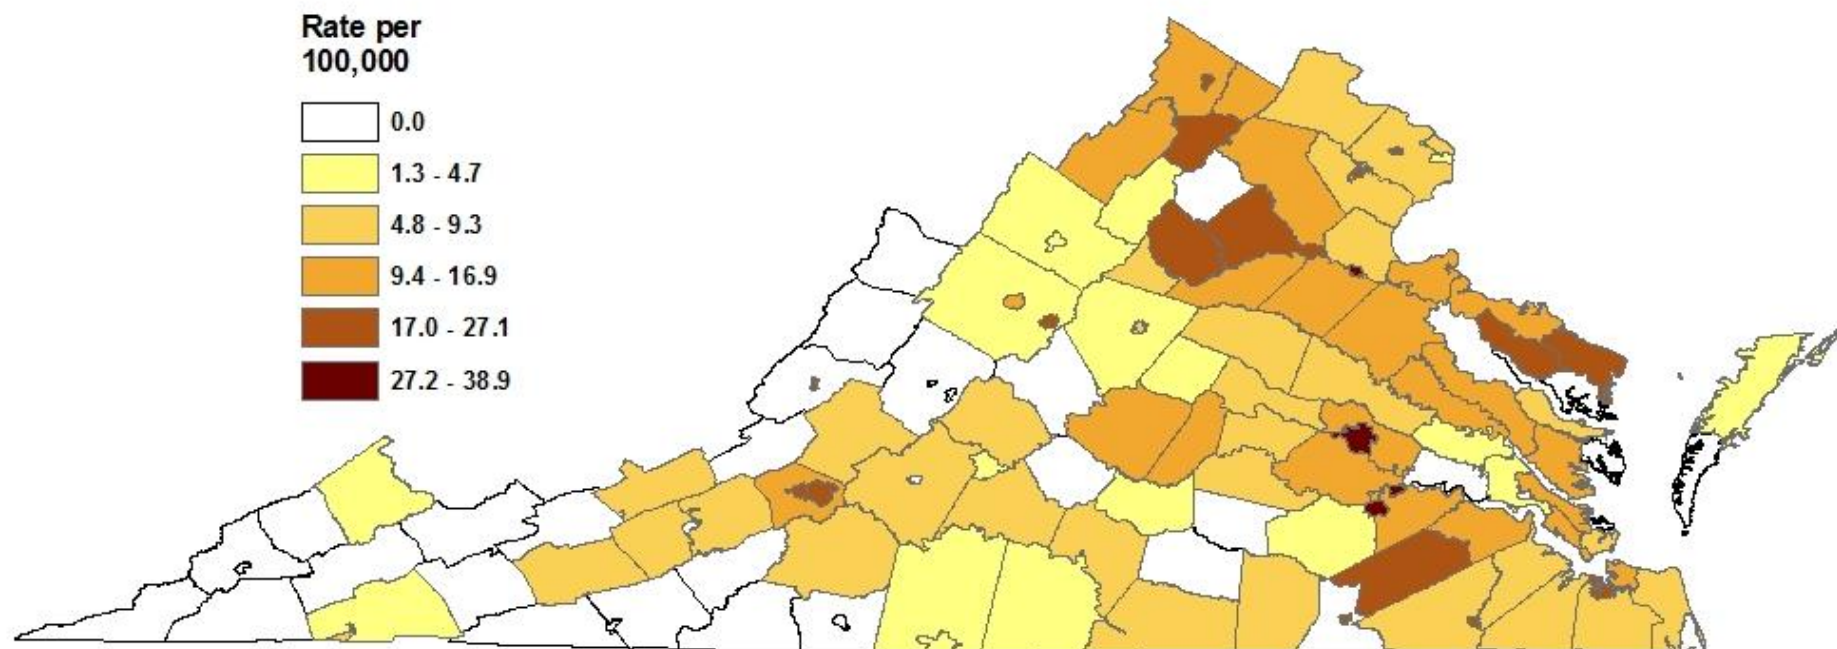 Rate per
100,000
0.0
1.3 - 4.7
4.8 - 9.3
9.4 - 16.9
17.0 - 27.1
27.2 - 38.9